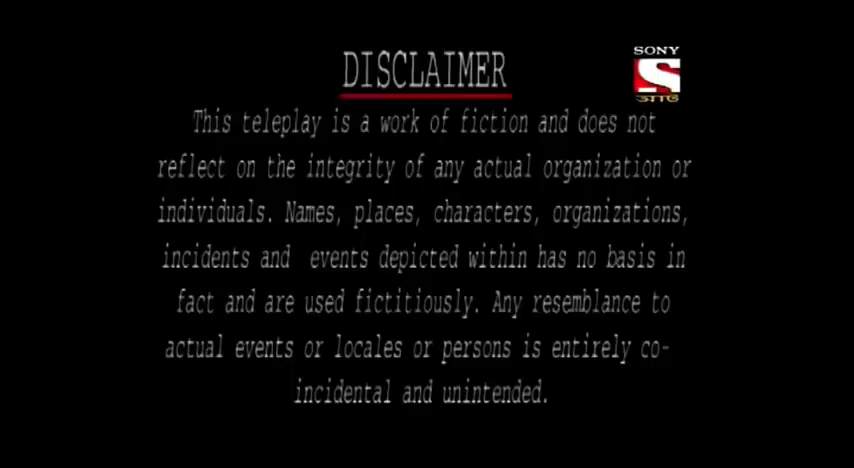 DISCLAIMER
SONY
S
আট
This teleplay is a work of fiction and does not
reflect on the integrity of any actual organization or
individuals. Names, places, characters, organizations,
incidents and events depicted within has no basis in
fact and are used fictitiously. Any resemblance to
actual events or locales or persons is entirely co-
incidental and unintended.